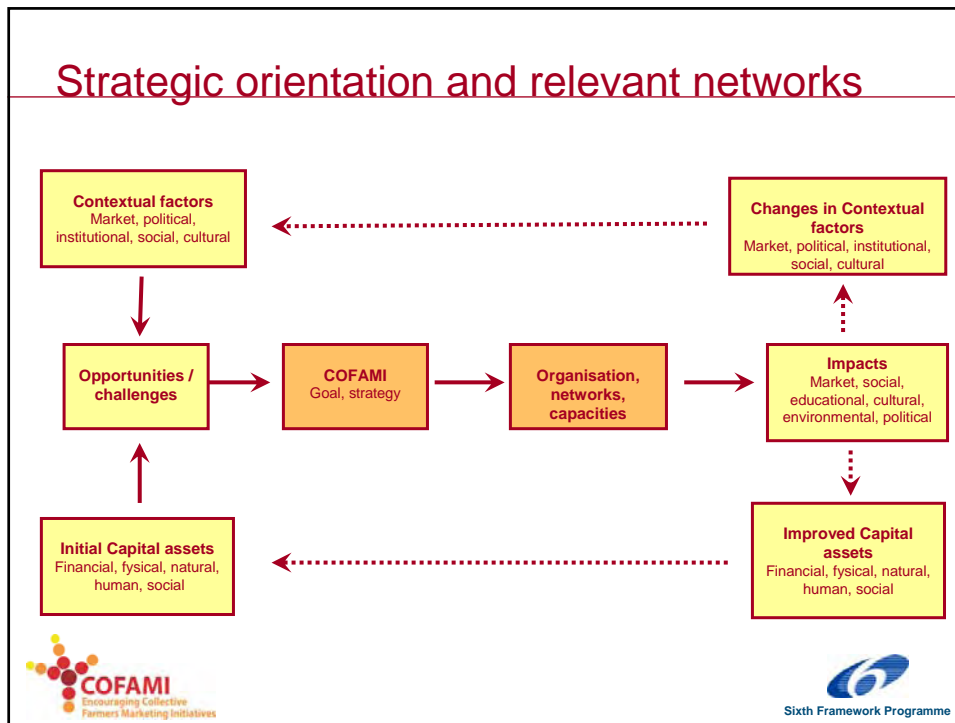 Strategic orientation and relevant networks
Contextual factors
Market, political,
institutional, social, cultural
Changes in Contextual
factors
Market, political, institutional,
social, cultural
Opportunities /
challenges
COFAMI
Goal, strategy
Organisation,
networks,
capacities
Impacts
Market, social,
educational, cultural,
environmental, political
Initial Capital assets
Financial, fysical, natural,
human, social
Improved Capital
assets
Financial, fysical, natural,
human, social
COFAMI
Encouraging Collective
Farmers Marketing Initiatives
6
Sixth Framework Programme